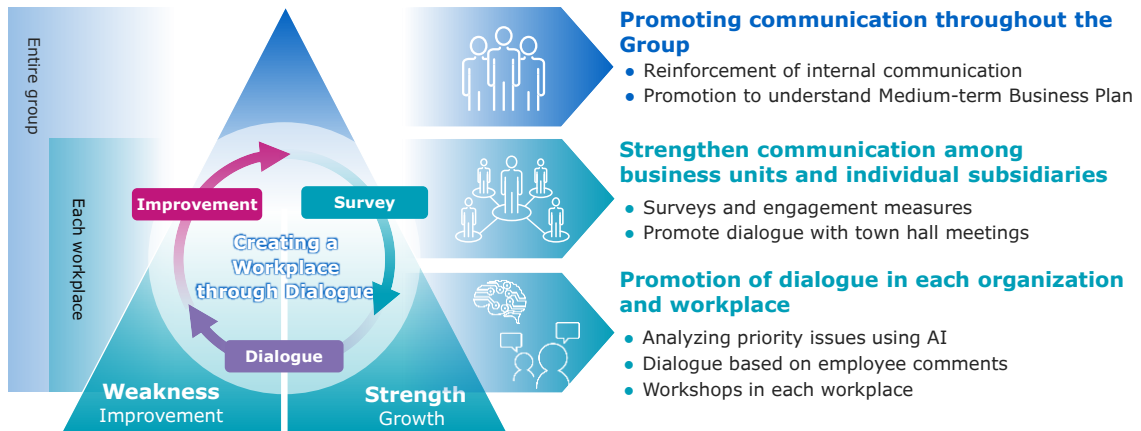 Entire group
Each workplace
Improvement
Survey
Creating a
Workplace
through Dialogue
Dialogue
Weakness
Improvement
Strength
Growth
Promoting communication throughout the
Group
● Reinforcement of internal communication
● Promotion to understand Medium-term Business Plan
Strengthen communication among
business units and individual subsidiaries
● Surveys and engagement measures
● Promote dialogue with town hall meetings
Promotion of dialogue in each organization
and workplace
● Analyzing priority issues using AI
● Dialogue based on employee comments
● Workshops in each workplace